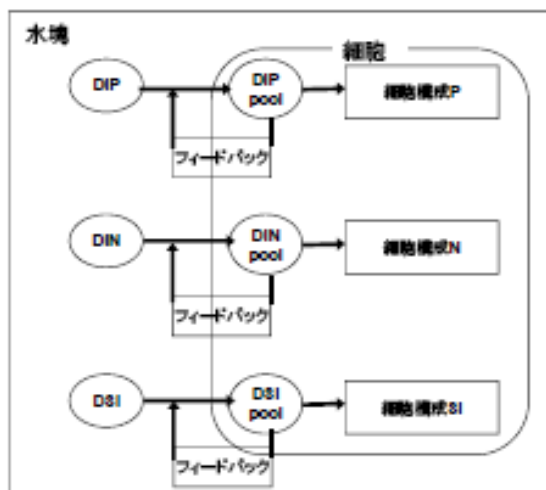 水塊
細胞
DIP
DIP
pool
細胞構成P
フィードバック
DIN
DIN
pool
細胞構成N
フィードバック
DSI
DSI
pool
細胞構成SI
フィードバック